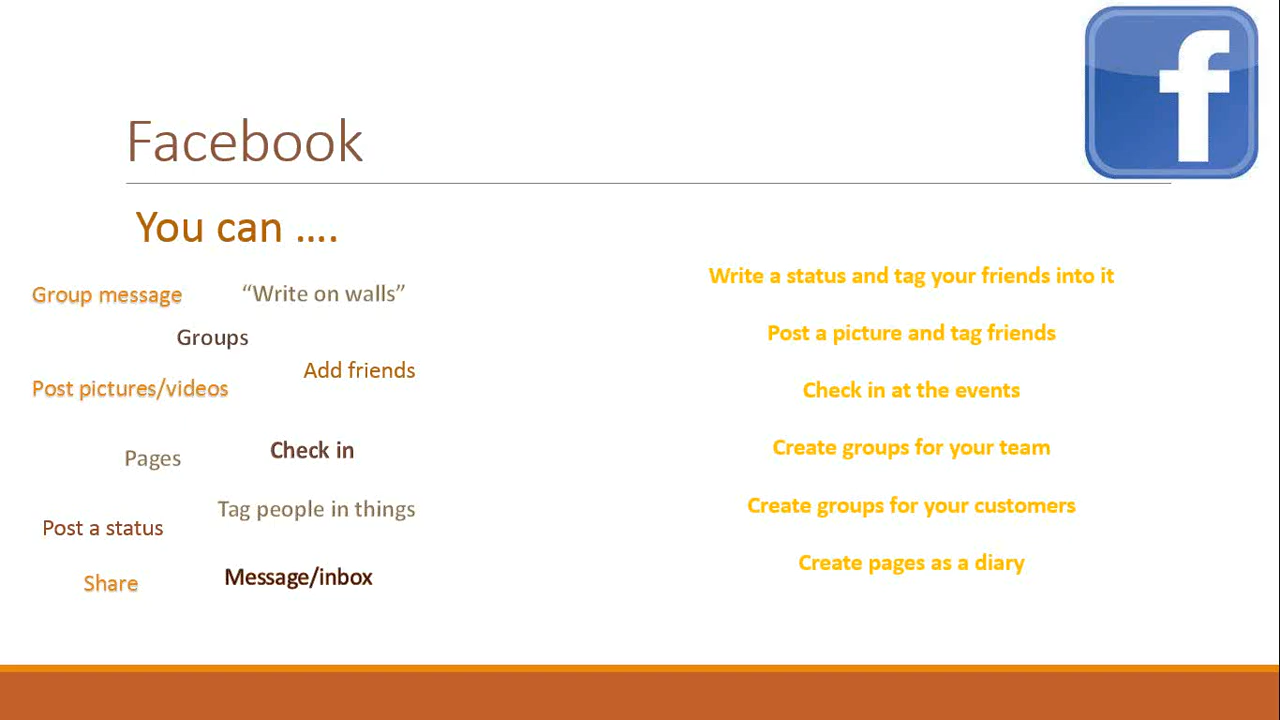 f
Facebook
You can ….
Group message
“Write on walls”
Groups
Add friends
Post pictures/videos
Check in
Pages
Tag people in things
Post a status
Message/inbox
Share
Write a status and tag your friends into it
Post a picture and tag friends
Check in at the events
Create groups for your team
Create groups for your customers
Create pages as a diary